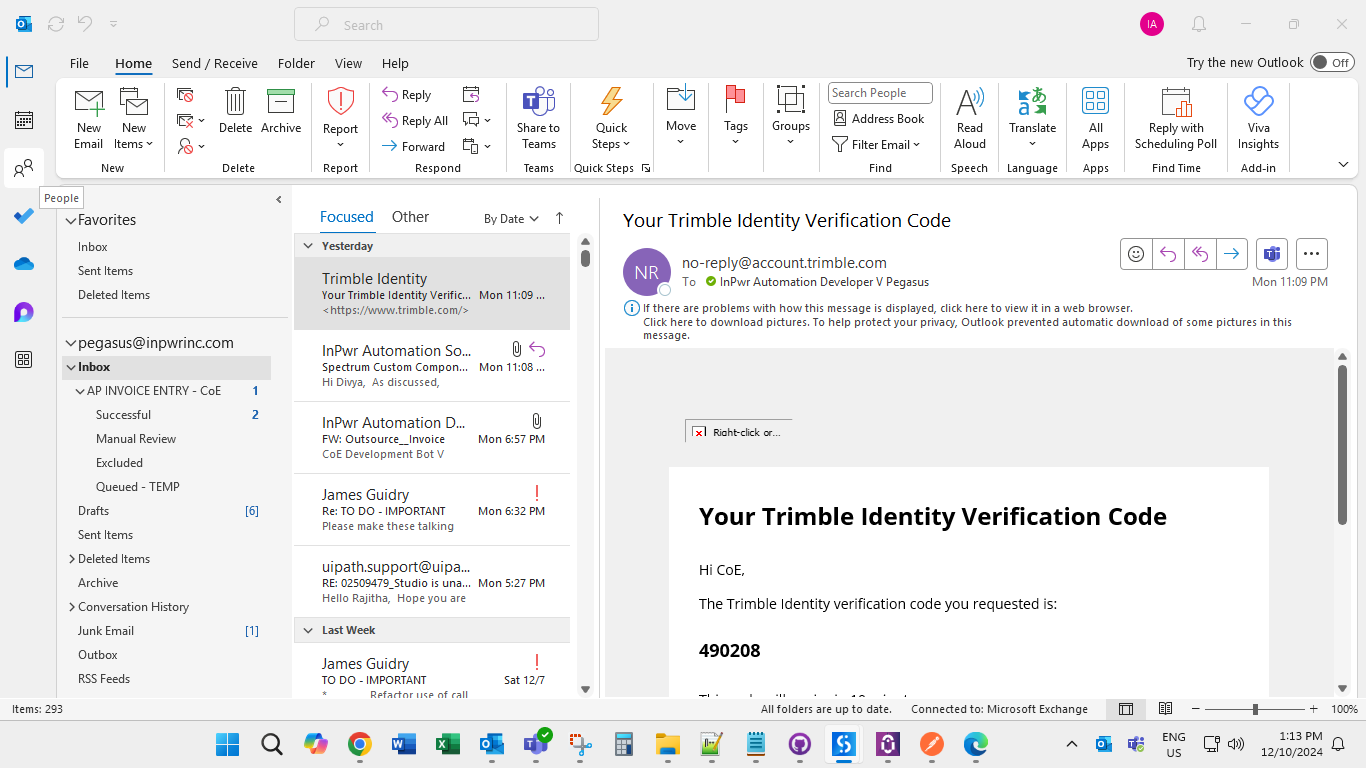 Search
IA
File Home Send / Receive Folder View Help
Try the new Outlook Off
New Email
New Items
New
Delete
Archive
Delete
Report
Report
Reply
Reply All
Forward
Respond
Share to Teams
Teams
Quick Steps
Quick Steps
Move
Tags
Groups
Search People
Address Book
Filter Email
Find
Read Aloud
Speech
Translate
Language
All Apps
Apps
Reply with Scheduling Poll
Find Time
Viva Insights
Add-in
People
Favorites
Inbox
Sent Items
Deleted Items
pegasus@inpwrinc.com
Inbox
AP INVOICE ENTRY - CoE 1
Successful 2
Manual Review
Excluded
Queued - TEMP
Drafts [6]
Sent Items
Deleted Items
Archive
Conversation History
Junk Email [1]
Outbox
RSS Feeds
Focused Other By Date
Yesterday
Trimble Identity
Your Trimble Identity Verific... Mon 11:09 ...
<https://www.trimble.com/>
InPwr Automation So...
Spectrum Custom Compon... Mon 11:08 ...
Hi Divya, As discussed,
InPwr Automation D...
FW: Outsource__Invoice Mon 6:57 PM
CoE Development Bot V
James Guidry
Re: TO DO - IMPORTANT Mon 6:32 PM
Please make these talking
uipath.support@uipa...
RE: 02509479_Studio is una... Mon 5:27 PM
Hello Rajitha, Hope you are
Last Week
James Guidry
TO DO - IMPORTANT Sat 12/7
* Refactor use of call
Your Trimble Identity Verification Code
NR
no-reply@account.trimble.com
To InPwr Automation Developer V Pegasus
Mon 11:09 PM
If there are problems with how this message is displayed, click here to view it in a web browser.
Click here to download pictures. To help protect your privacy, Outlook prevented automatic download of some pictures in this
message.
Right-click or...
Your Trimble Identity Verification Code
Hi CoE,
The Trimble Identity verification code you requested is:
490208
Items: 293
All folders are up to date. Connected to: Microsoft Exchange 100%
ENG
US
1:13 PM
12/10/2024